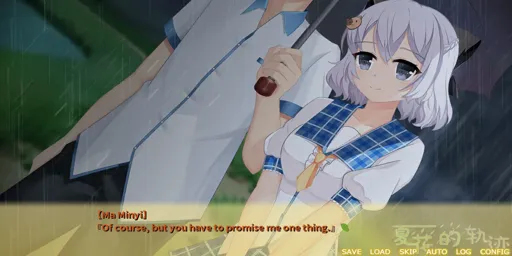 【Ma Minyi】
『Of course, but you have to promise me one thing.』
夏弦的轨迹
SAVE LOAD SKIP AUTO LOG CONFIG